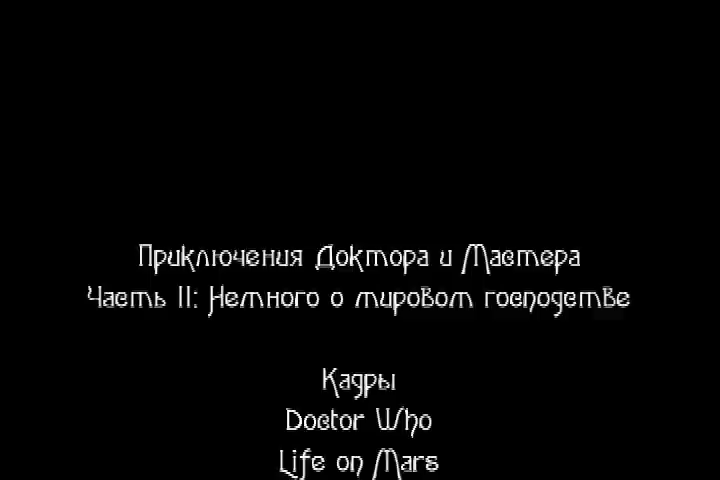 Приключения Доктора и Мастера
Часть II: Немного о мировом господстве
Кадры
Doctor Who
Life on Mars